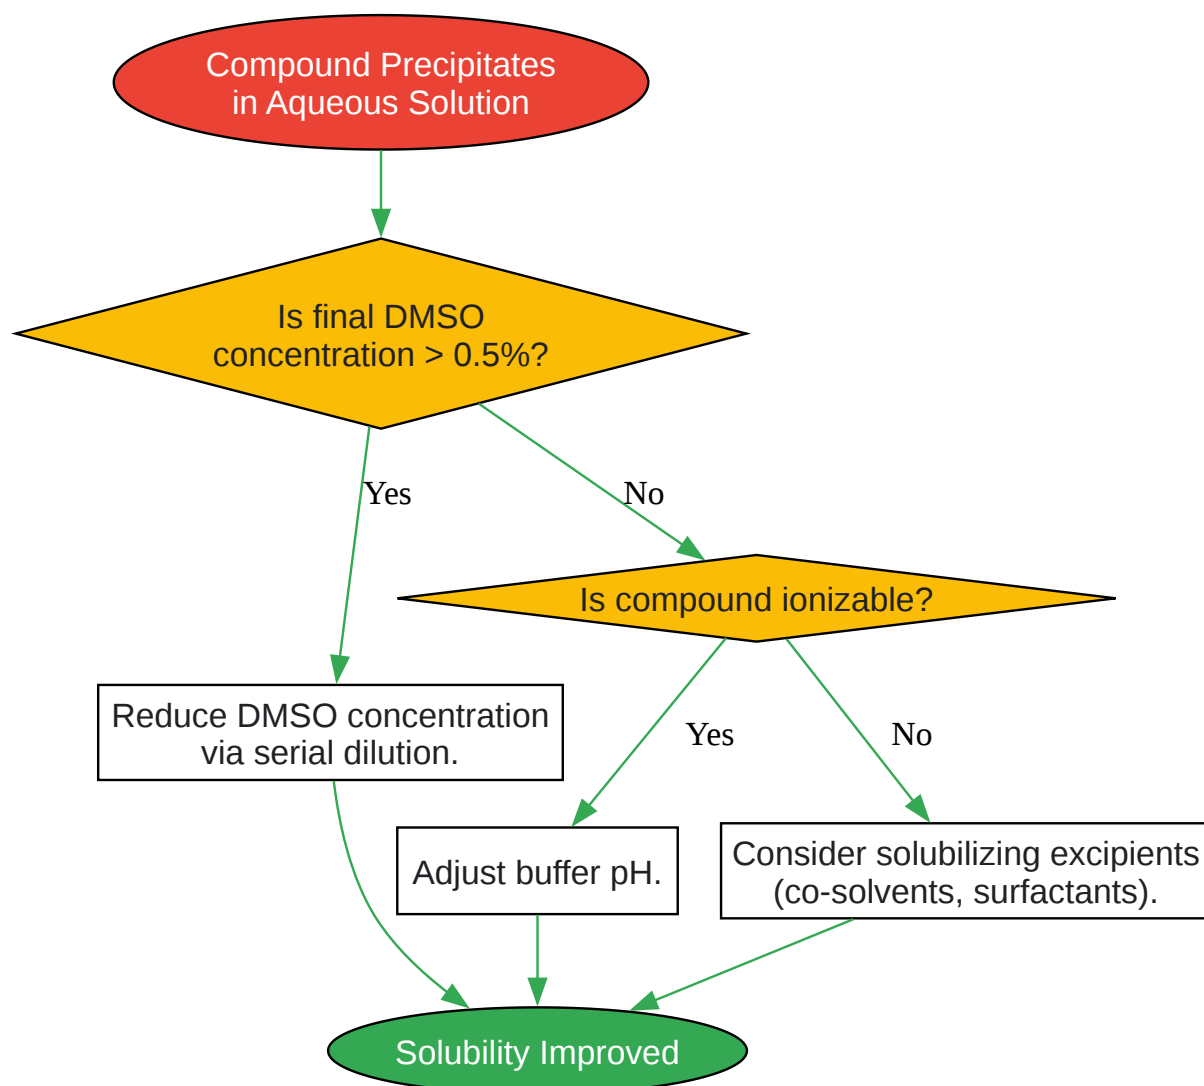 Compound Precipitates
in Aqueous Solution
Is final DMSO
concentration > 0.5%?
Yes
No
Is compound ionizable?
Reduce DMSO concentration
via serial dilution.
Yes
No
Adjust buffer pH.
Consider solubilizing excipients
(co-solvents, surfactants).
Solubility Improved